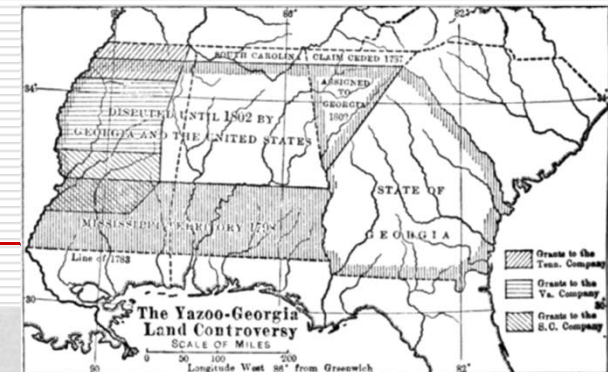 88°
82°
SOUTH CAROLINA CLAIM CEDED 1787
34°
ASSIGNED
TO
GEORGIA
1802
DISPUTED UNTIL 1802 BY
GEORGIA AND THE UNITED STATES
STATE OF
GEORGIA
MISSISSIPPI TERRITORY 1798
Line of 1783
Grants to the
Tenn. Company
Grants to the
Va. Company
Grants to the
S.C. Company
30
The Yazoo-Georgia
Land Controversy
SCALE OF MILES
0 50 100 200
90 Longitude West 86° from Greenwich 82°